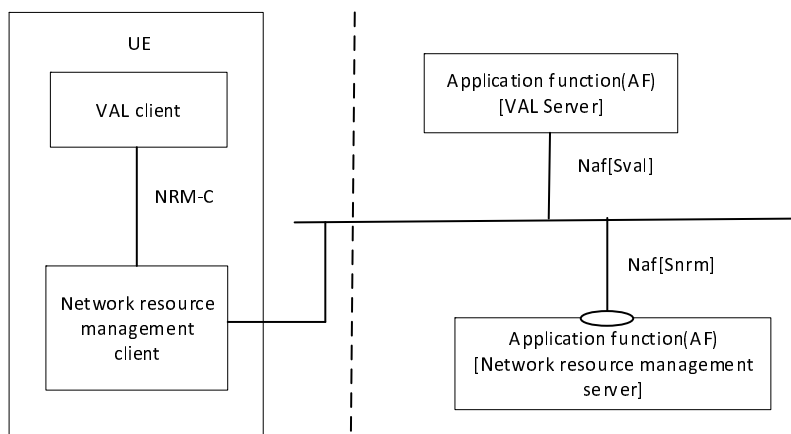 UE
VAL client
NRM-C
Network resource
management
client
Application function(AF)
[VAL Server]
Naf[Sval]
Naf[Snrm]
Application function(AF)
[Network resource management
server]